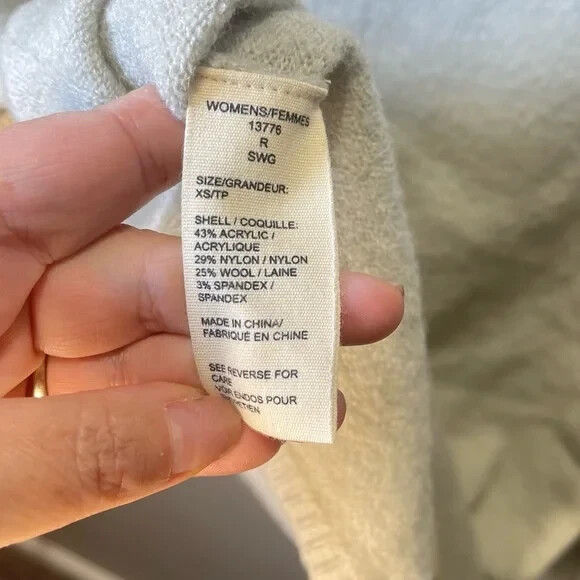 WOMENS/FEMMES
13776
R
SWG
SIZE/GRANDEUR:
XS/TP
SHELL / COQUILLE:
43% ACRYLIC /
ACRYLIQUE
29% NYLON / NYLON
25% WOOL / LAINE
3% SPANDEX /
SPANDEX
MADE IN CHINA/
FABRIQUÉ EN CHINE
SEE REVERSE FOR
CARE
VOIR ENDOS POUR